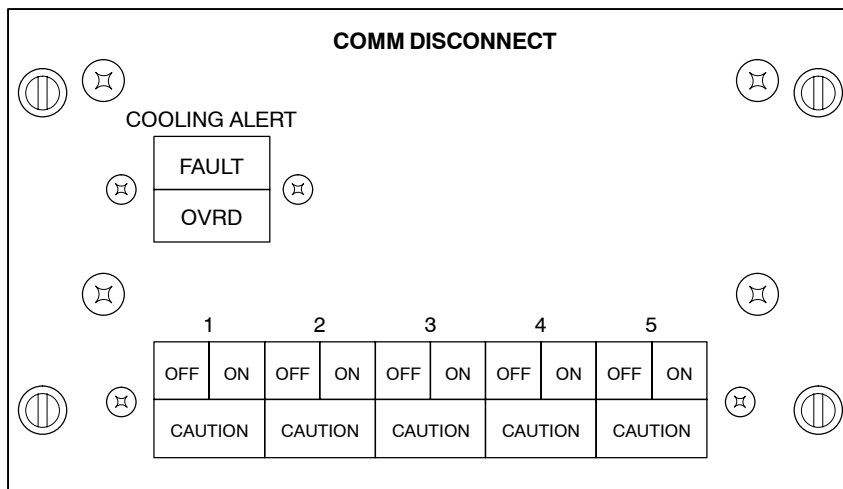 COMM DISCONNECT
COOLING ALERT
FAULT
OVRD
1 2 3 4 5
OFF ON OFF ON OFF ON OFF ON OFF ON
CAUTION CAUTION CAUTION CAUTION CAUTION